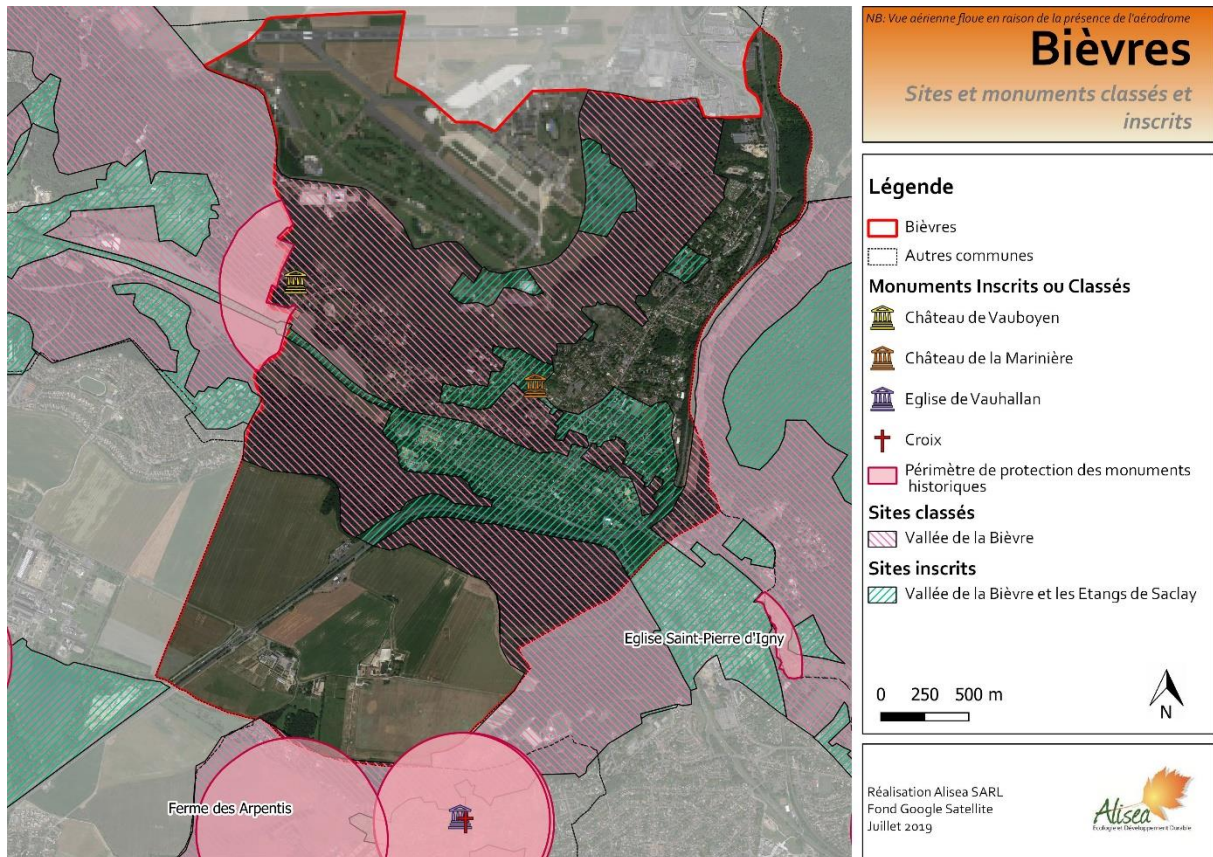 NB: Vue aérienne floue en raison de la présence de l'aérodrome
Bièvres
Sites et monuments classés et
inscrits
Légende
Bièvres
Autres communes
Monuments Inscrits ou Classés
Château de Vauboyen
Château de la Marinière
Eglise de Vauhallan
Croix
Périmètre de protection des monuments
historiques
Sites classés
Vallée de la Bièvre
Sites inscrits
Vallée de la Bièvre et les Etangs de Saclay
0 250 500 m
N
Réalisation Alisea SARL
Fond Google Satellite
Juillet 2019
Alisea
Ecologie et Développement Durable
Eglise Saint-Pierre d'Igny
Ferme des Arpentis